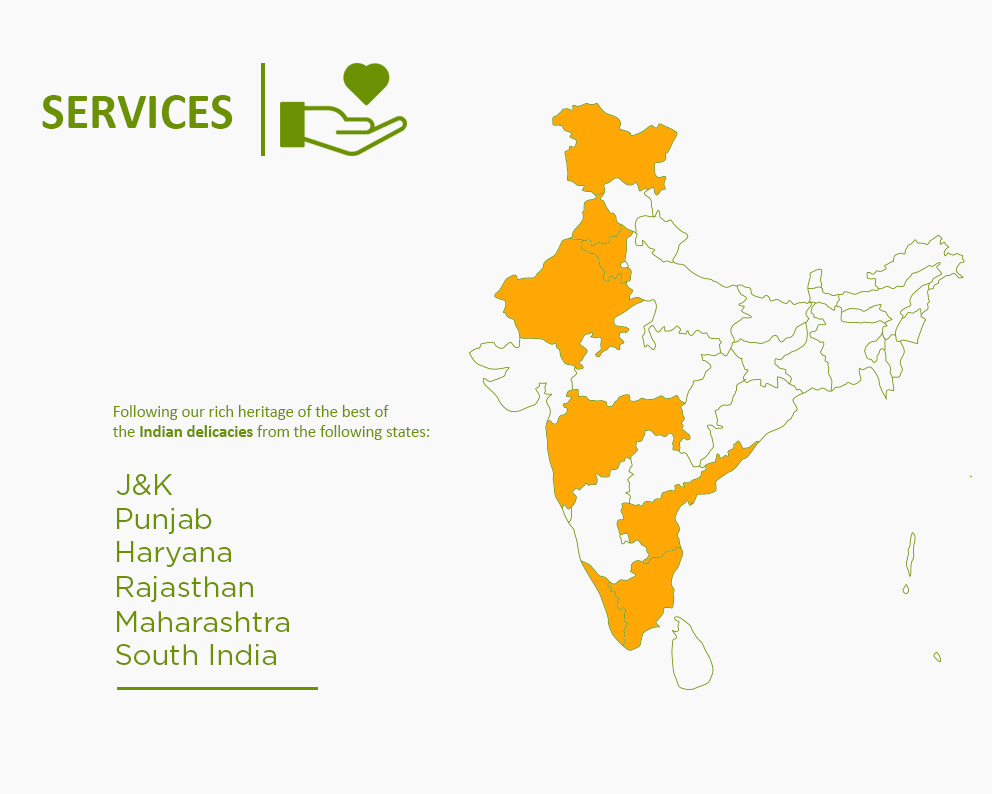 SERVICES
Following our rich heritage of the best of
the Indian delicacies from the following states:
J&K
Punjab
Haryana
Rajasthan
Maharashtra
South India